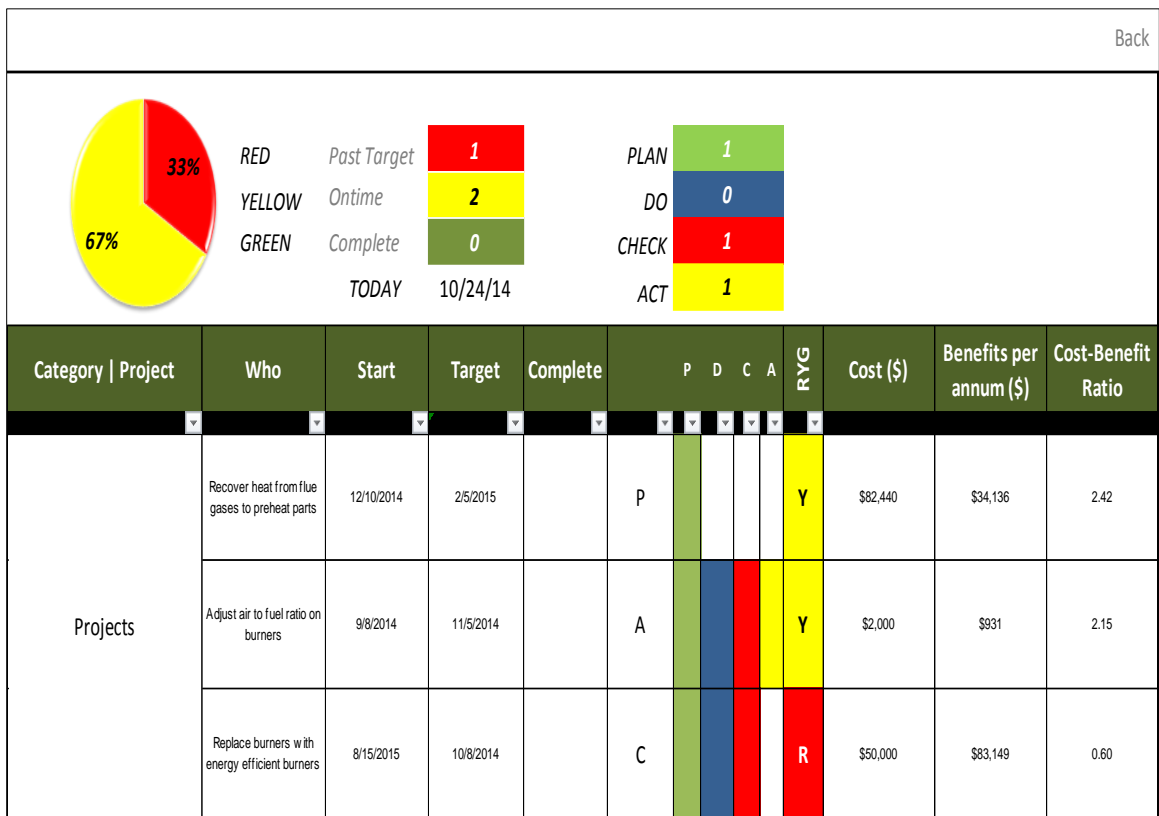 Back
33%
67%
RED Past Target 1
YELLOW Ontime 2
GREEN Complete 0
TODAY 10/24/14
PLAN 1
DO 0
CHECK 1
ACT 1
Category | Project Who Start Target Complete P D C A RYG Cost ($) Benefits per annum ($) Cost-Benefit Ratio
Projects
Recover heat from flue
gases to preheat parts
12/10/2014 2/5/2015 P Y $82,440 $34,136 2.42
Adjust air to fuel ratio on
burners
9/8/2014 11/5/2014 A Y $2,000 $931 2.15
Replace burners with
energy efficient burners
8/15/2015 10/8/2014 C R $50,000 $83,149 0.60